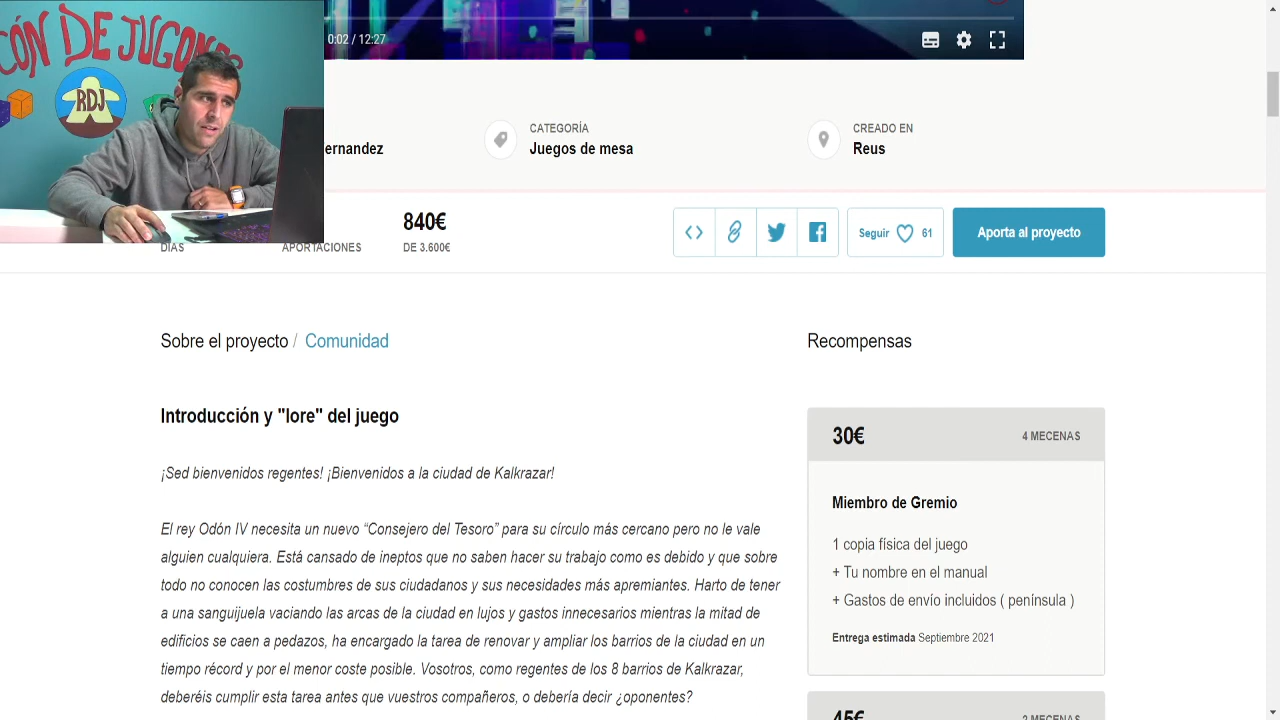 CÓN DE JUGONES
RDJ
0:02 / 12:27
ernandez
CATEGORÍA
Juegos de mesa
CREADO EN
Reus
DÍAS
APORTACIONES
840€
DE 3.600€
Seguir
61
Aporta al proyecto
Sobre el proyecto / Comunidad
Recompensas
Introducción y "lore" del juego
¡Sed bienvenidos regentes! ¡Bienvenidos a la ciudad de Kalkrazar!
El rey Odón IV necesita un nuevo “Consejero del Tesoro” para su círculo más cercano pero no le vale
alguien cualquiera. Está cansado de ineptos que no saben hacer su trabajo como es debido y que sobre
todo no conocen las costumbres de sus ciudadanos y sus necesidades más apremiantes. Harto de tener
a una sanguijuela vaciando las arcas de la ciudad en lujos y gastos innecesarios mientras la mitad de
edificios se caen a pedazos, ha encargado la tarea de renovar y ampliar los barrios de la ciudad en un
tiempo récord y por el menor coste posible. Vosotros, como regentes de los 8 barrios de Kalkrazar,
deberéis cumplir esta tarea antes que vuestros compañeros, o debería decir ¿oponentes?
30€
4 MECENAS
Miembro de Gremio
1 copia física del juego
+ Tu nombre en el manual
+ Gastos de envío incluidos ( península )
Entrega estimada Septiembre 2021
45€
2 MECENAS